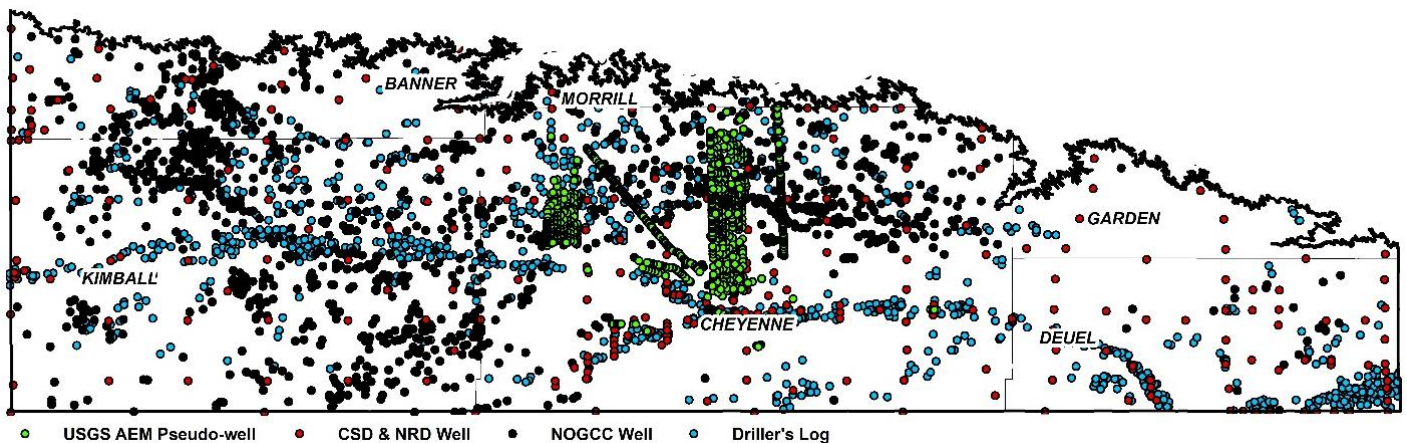 BANNER
MORRILL
GARDEN
KIMBALL
CHEYENNE
DEUEL
USGS AEM Pseudo-well CSD & NRD Well NOGCC Well Driller's Log